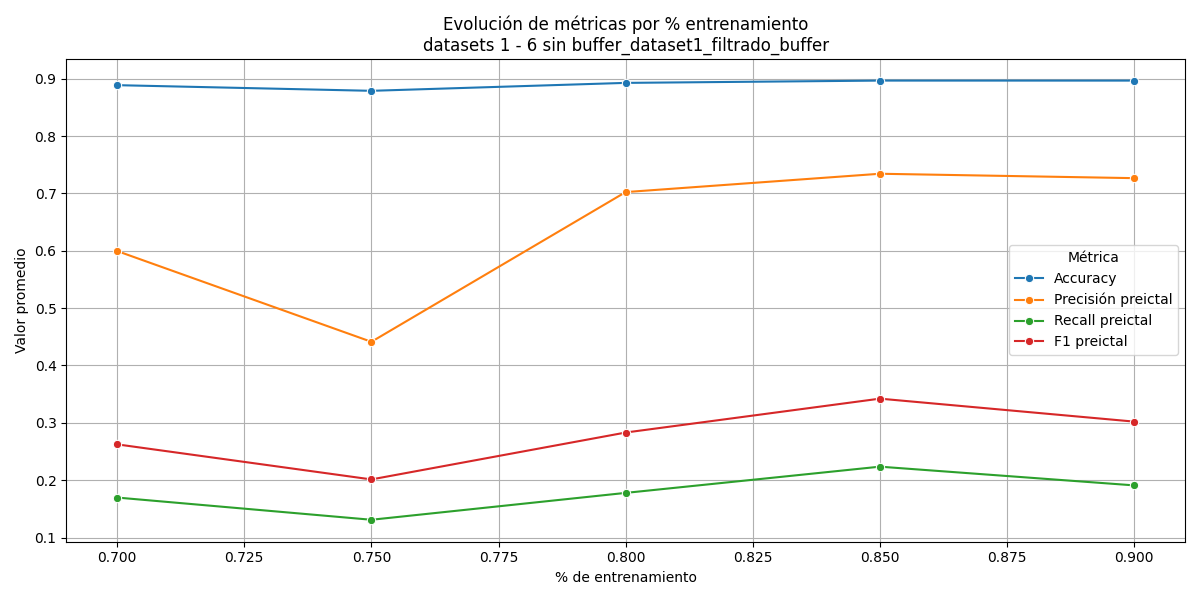 Evolución de métricas por % entrenamiento
datasets 1 - 6 sin buffer_dataset1_filtrado_buffer
Valor promedio
0.9
0.8
0.7
0.6
0.5
0.4
0.3
0.2
0.1
Métrica
Accuracy
Precisión preictal
Recall preictal
F1 preictal
0.700
0.725
0.750
0.775
0.800
0.825
0.850
0.875
0.900
% de entrenamiento